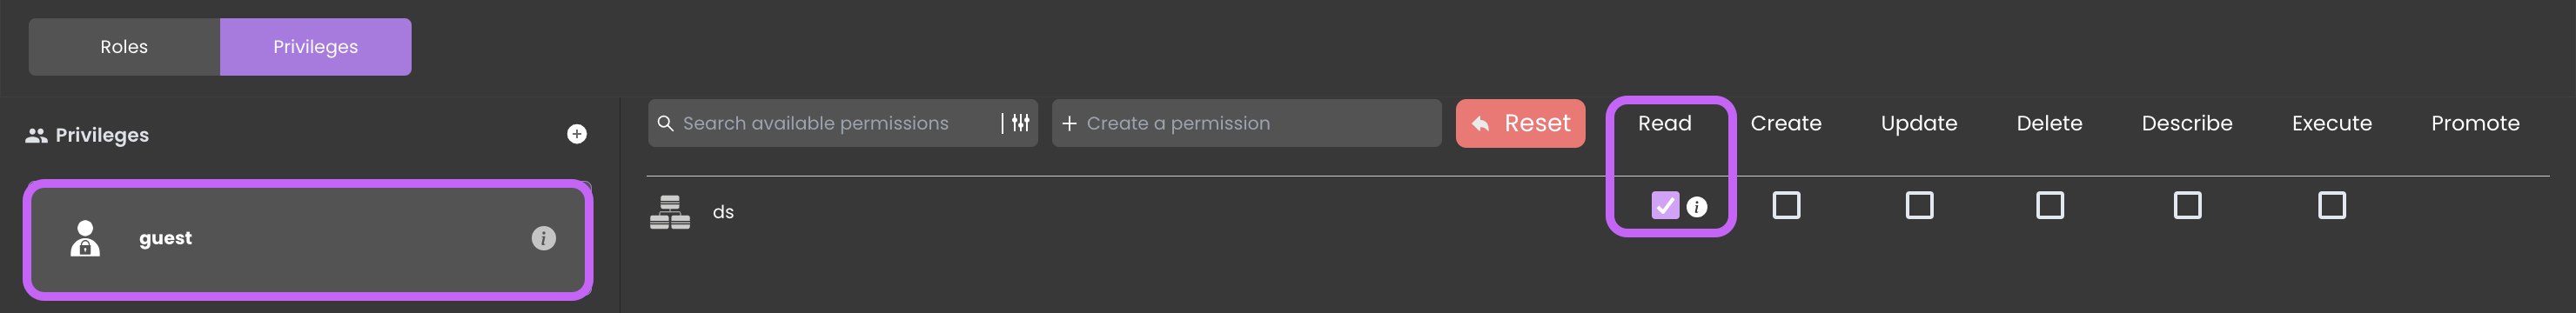 Roles
Privileges
Privileges
guest
Search available permissions
Create a permission
Reset
Read
Create
Update
Delete
Describe
Execute
Promote
ds